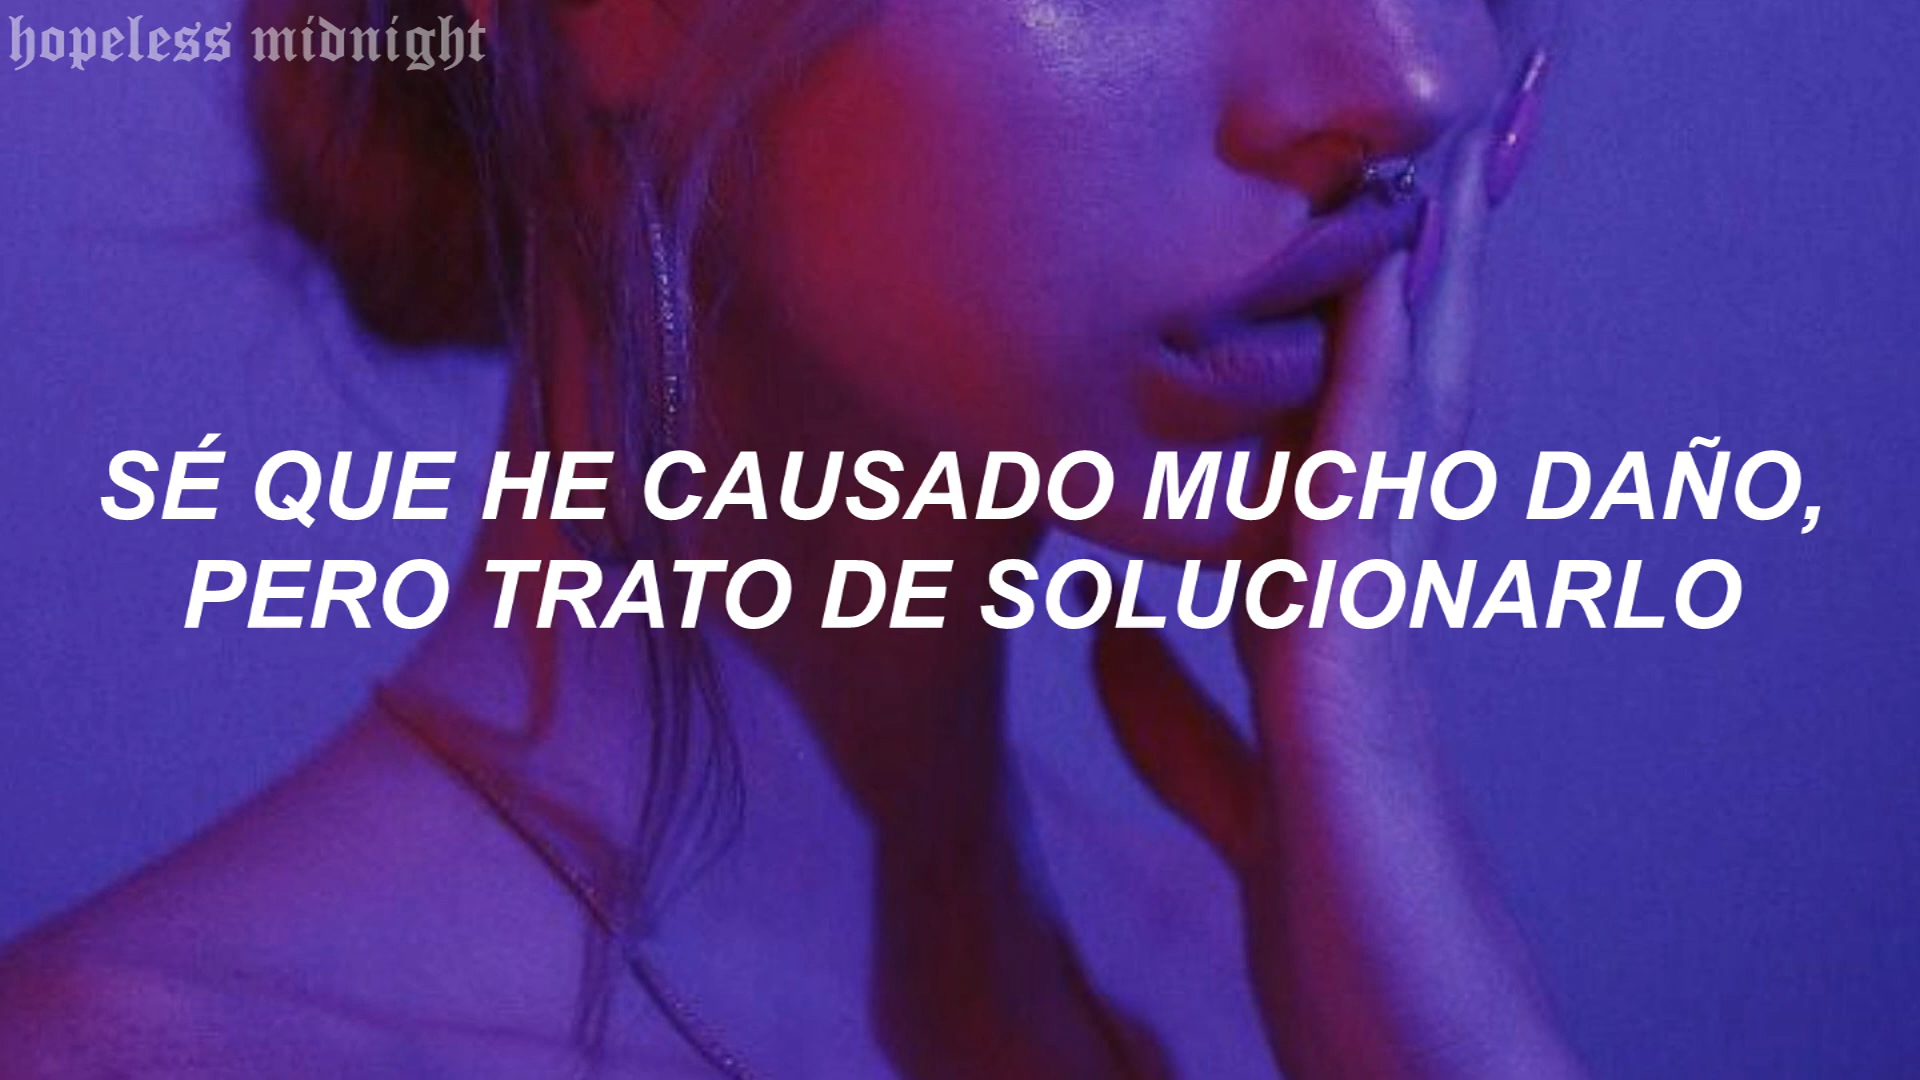 hopeless midnight
SÉ QUE HE CAUSADO MUCHO DAÑO,
PERO TRATO DE SOLUCIONARLO